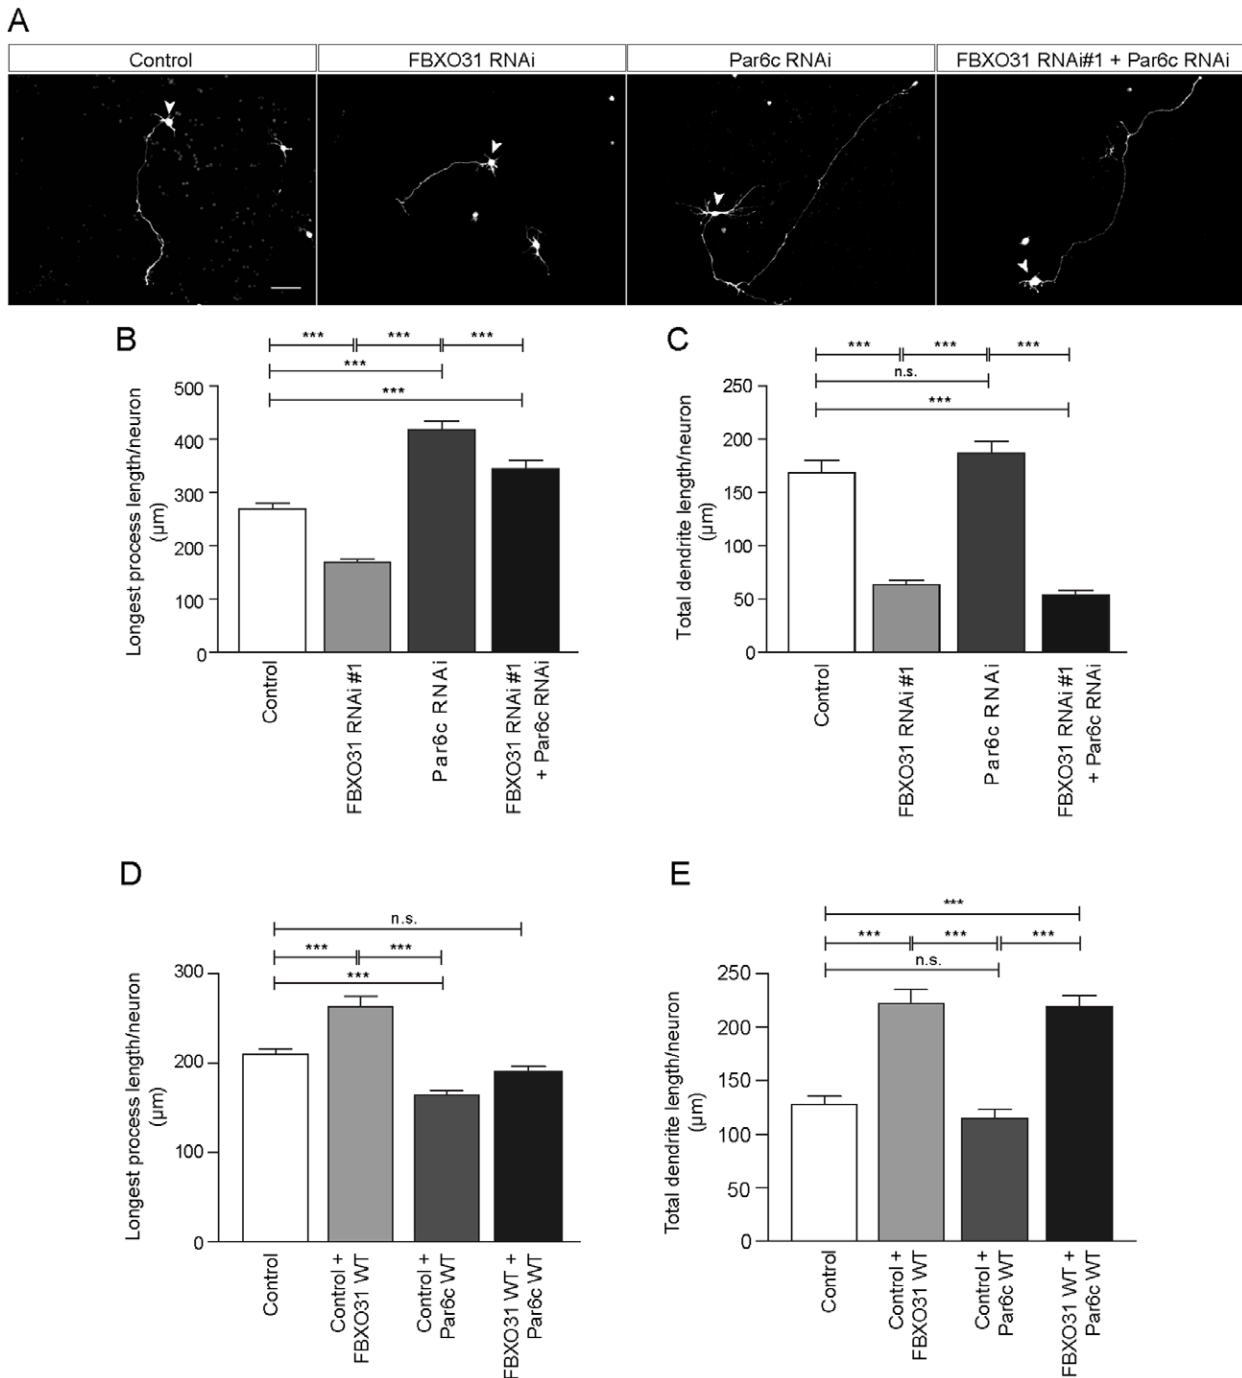 A
Control
FBXO31 RNAi
Par6c RNAi
FBXO31 RNAi#1 + Par6c RNAi
B
*** *** ***
***
***
Longest process length/neuron
(µm)
500
400
300
200
100
0
Control
FBXO31 RNAi #1
Par6c RNAi
FBXO31 RNAi #1
+ Par6c RNAi
C
*** *** ***
n.s.
***
Total dendrite length/neuron
(µm)
250
200
150
100
50
0
Control
FBXO31 RNAi #1
Par6c RNAi
FBXO31 RNAi #1
+ Par6c RNAi
D
n.s.
*** ***
***
Longest process length/neuron
(µm)
300
200
100
0
Control
Control +
FBXO31 WT
Control +
Par6c WT
FBXO31 WT +
Par6c WT
E
***
*** *** ***
n.s.
Total dendrite length/neuron
(µm)
250
200
150
100
50
0
Control
Control +
FBXO31 WT
Control +
Par6c WT
FBXO31 WT +
Par6c WT